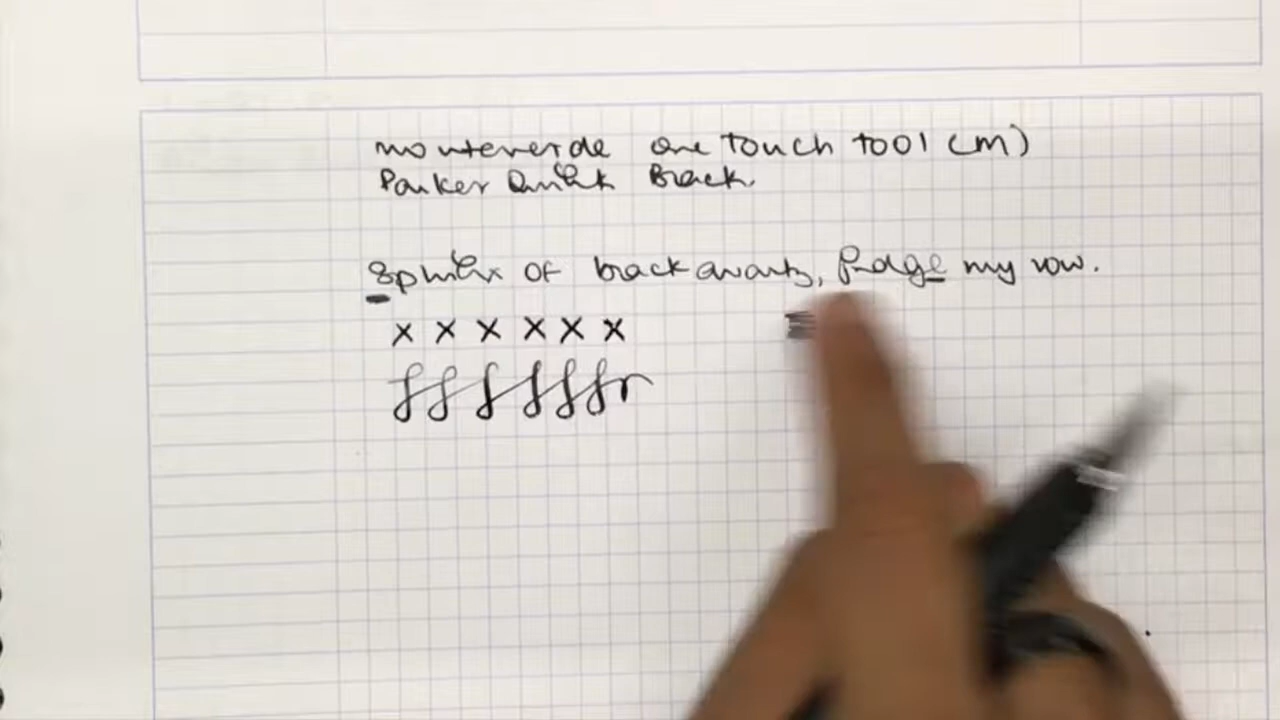 monteverde one touch tool (m)
Parker Quink Black.
Sphinx of black quartz, judge my vow.
x x x x x x